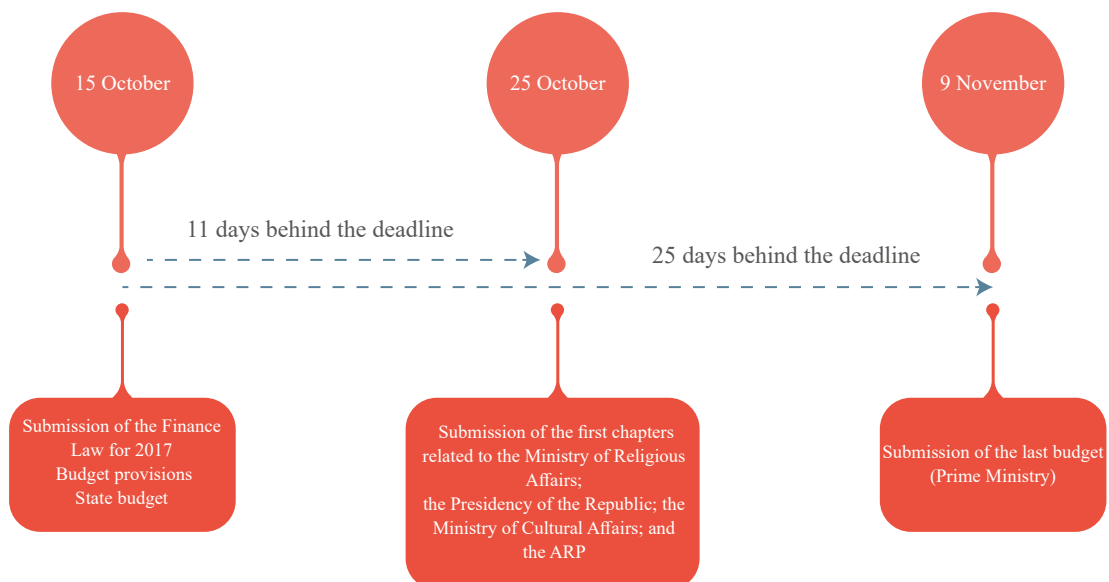 15 October
25 October
9 November
11 days behind the deadline
25 days behind the deadline
Submission of the Finance
Law for 2017
Budget provisions
State budget
Submission of the first chapters
related to the Ministry of Religious
Affairs;
the Presidency of the Republic; the
Ministry of Cultural Affairs; and
the ARP
Submission of the last budget
(Prime Ministry)